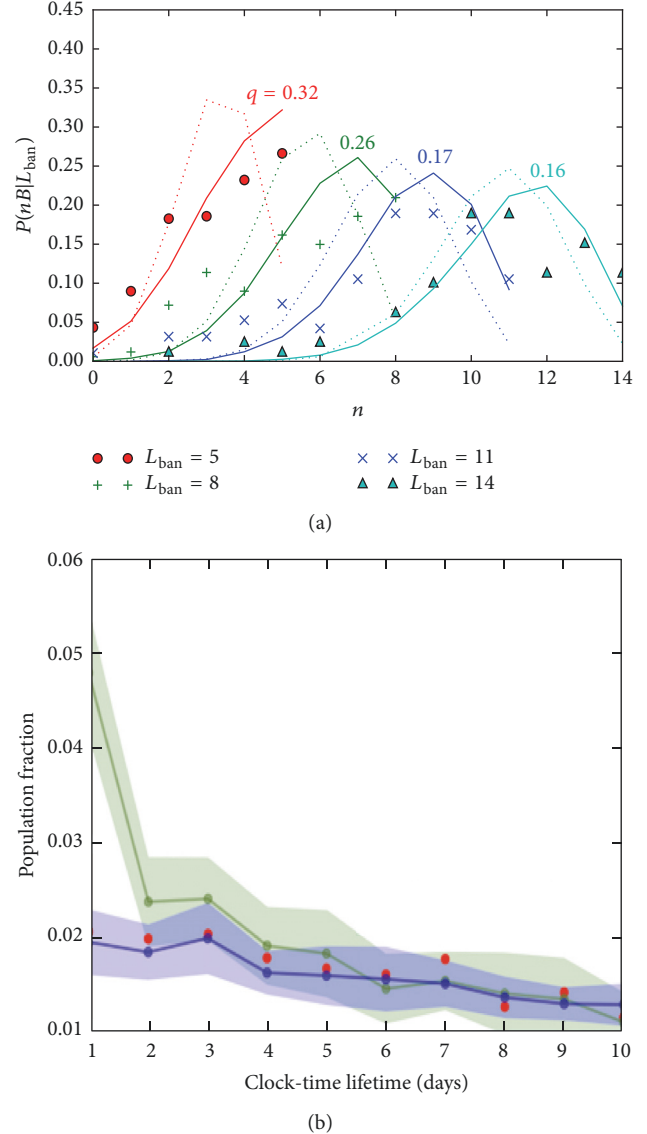 0.45
0.40
0.35
0.30
0.25
0.20
0.15
0.10
0.05
0.00
P(nB|L_ban)
q = 0.32
0.26
0.17
0.16
0 2 4 6 8 10 12 14
n
L_ban = 5
L_ban = 8
L_ban = 11
L_ban = 14
(a)
0.06
0.05
0.04
0.03
0.02
0.01
Population fraction
1 2 3 4 5 6 7 8 9 10
Clock-time lifetime (days)
(b)